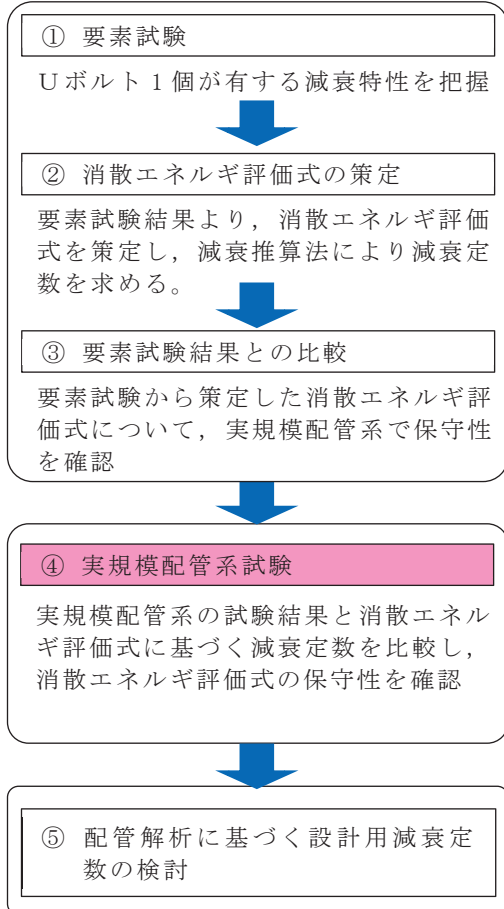 ① 要素試験
Uボルト1個が有する減衰特性を把握
② 消散エネルギ評価式の策定
要素試験結果より，消散エネルギ評価
式を策定し，減衰推算法により減衰定
数を求める。
③ 要素試験結果との比較
要素試験から策定した消散エネルギ評
価式について，実規模配管系で保守性
を確認
④ 実規模配管系試験
実規模配管系の試験結果と消散エネル
ギ評価式に基づく減衰定数を比較し，
消散エネルギ評価式の保守性を確認
⑤ 配管解析に基づく設計用減衰定
数の検討